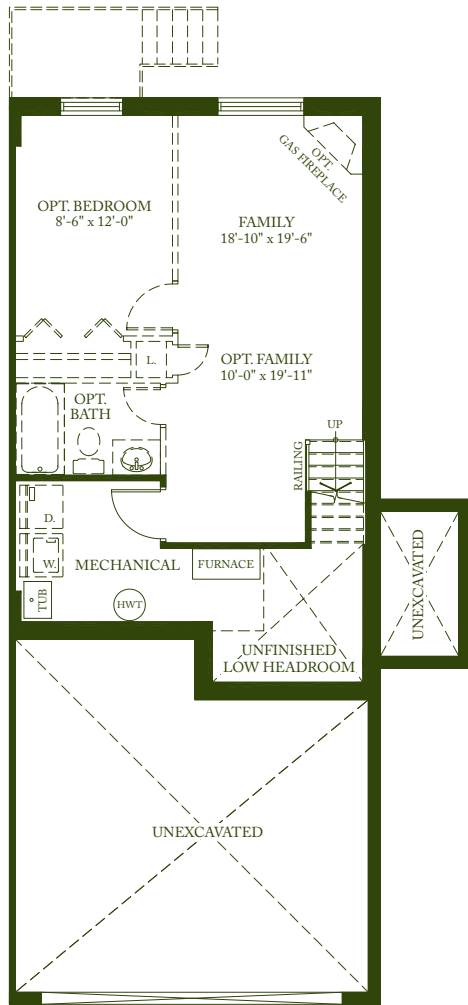 OPT.
GAS FIREPLACE
OPT. BEDROOM
8'-6" x 12'-0"
FAMILY
18'-10" x 19'-6"
L.
OPT. FAMILY
10'-0" x 19'-11"
OPT.
BATH
UP
RAILING
D.
W.
TUB
MECHANICAL
HWT
FURNACE
UNEXCAVATED
UNFINISHED
LOW HEADROOM
UNEXCAVATED